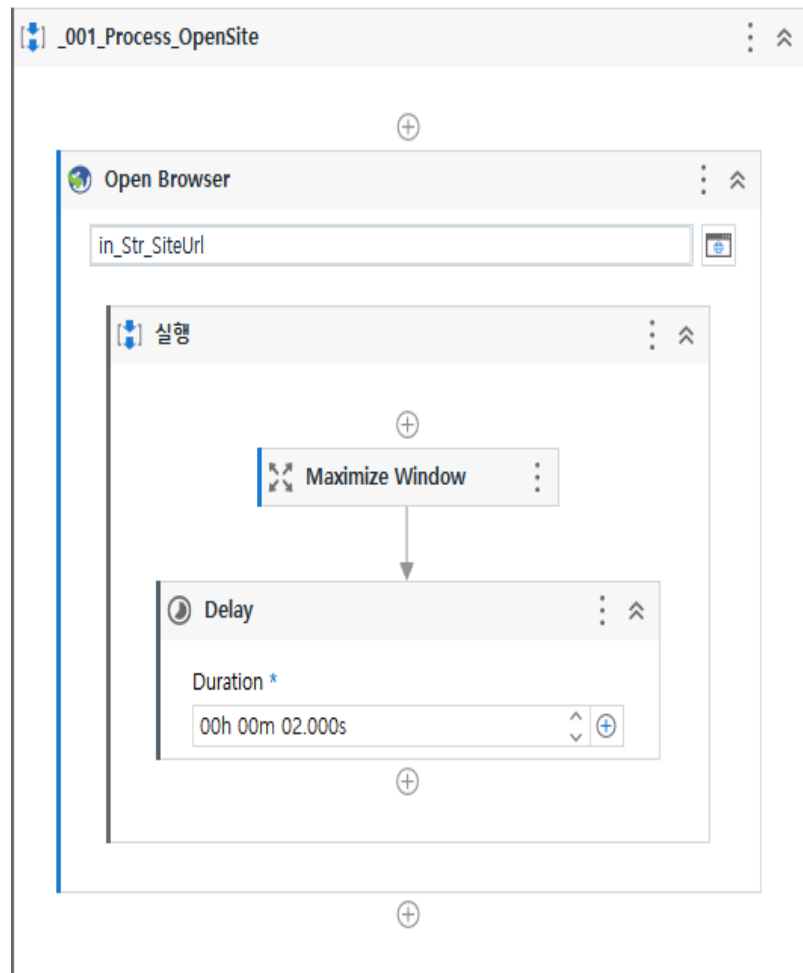 _001_Process_OpenSite
Open Browser
in_Str_SiteUrl
실행
Maximize Window
Delay
Duration *
00h 00m 02.000s